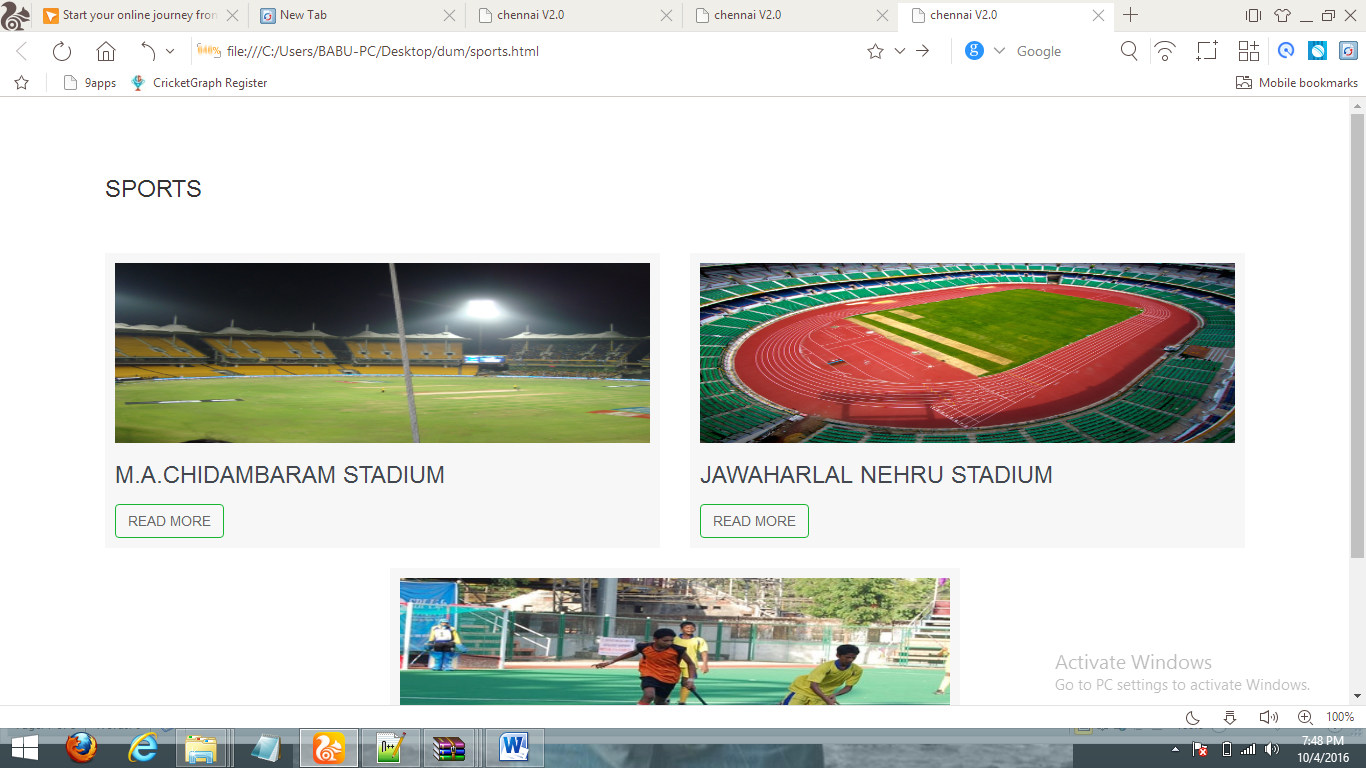 Start your online journey from
New Tab
chennai V2.0
chennai V2.0
chennai V2.0
file:///C:/Users/BABU-PC/Desktop/dum/sports.html
Google
9apps
CricketGraph Register
Mobile bookmarks
SPORTS
M.A.CHIDAMBARAM STADIUM
READ MORE
JAWAHARLAL NEHRU STADIUM
READ MORE
Activate Windows
Go to PC settings to activate Windows.
100%
7:48 PM
10/4/2016